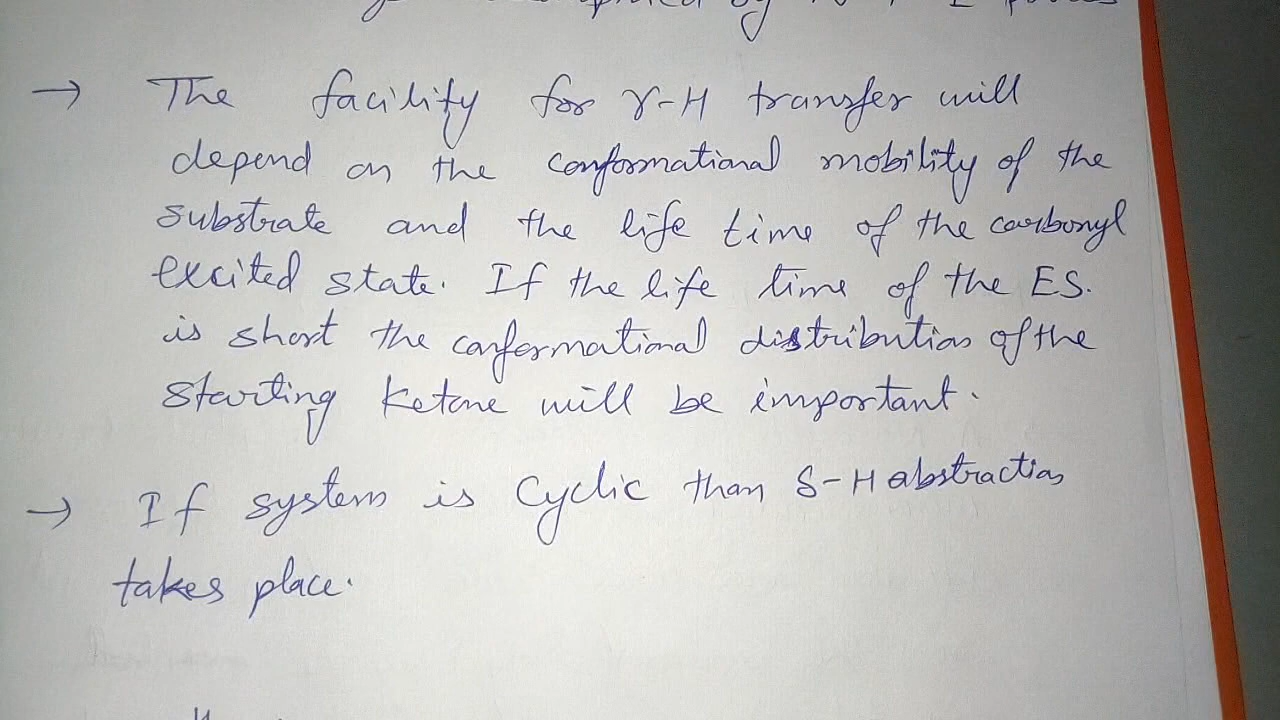 by
→ The facility for γ-H transfer will
depend on the conformational mobility of the
substrate and the life time of the carbonyl
excited state. If the life time of the ES.
is short the conformational distribution of the
starting ketone will be important.
→ If system is cyclic than δ-H abstraction
takes place.